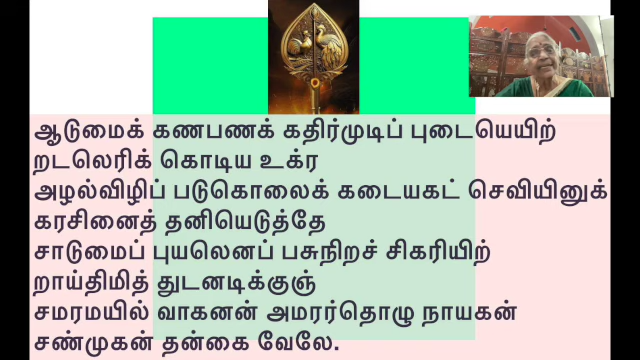 ஆடுமைக் கணபணக் கதிர்முடிப் புடையெயிற்
றடலெரிக் கொடிய உக்ர
அழல்விழிப் படுகொலைக் கடையகட் செவியினுக்
கரசினைத் தனியெடுத்தே
சாடுமைப் புயலெனப் பசுநிறச் சிகரியிற்
றாய்திமித் துடனடிக்குஞ்
சமரமயில் வாகனன் அமரர்தொழு நாயகன்
சண்முகன் தன்கை வேலே.